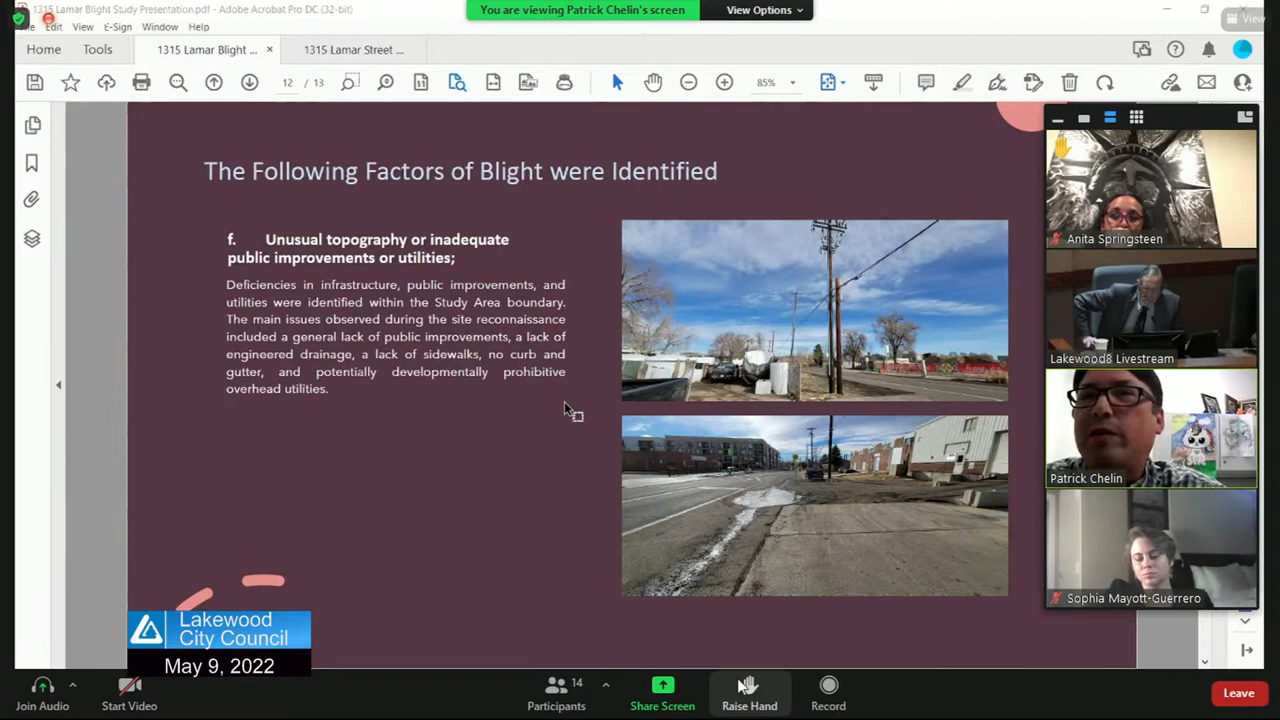 1315 Lamar Blight Study Presentation.pdf - Adobe Acrobat Pro DC (32-bit)
You are viewing Patrick Chelin's screen
View Options
View
Edit View E-Sign Window Help
Home Tools 1315 Lamar Blight ... × 1315 Lamar Street ...
12 / 13 85%
The Following Factors of Blight were Identified
f. Unusual topography or inadequate
public improvements or utilities;
Deficiencies in infrastructure, public improvements, and
utilities were identified within the Study Area boundary.
The main issues observed during the site reconnaissance
included a general lack of public improvements, a lack of
engineered drainage, a lack of sidewalks, no curb and
gutter, and potentially developmentally prohibitive
overhead utilities.
Anita Springsteen
Lakewood8 Livestream
Patrick Chelin
Sophia Mayott-Guerrero
Lakewood
City Council
May 9, 2022
14
Join Audio Start Video Participants Share Screen Raise Hand Record Leave